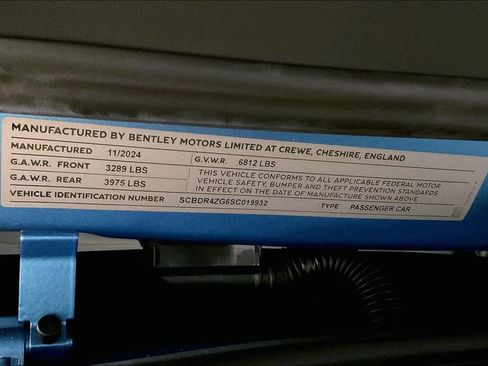 MANUFACTURED BY BENTLEY MOTORS LIMITED AT CREWE, CHESHIRE, ENGLAND
MANUFACTURED 11/2024 G.V.W.R. 6812 LBS
G.A.W.R. FRONT 3289 LBS
THIS VEHICLE CONFORMS TO ALL APPLICABLE FEDERAL MOTOR
G.A.W.R. REAR 3975 LBS
VEHICLE SAFETY, BUMPER AND THEFT PREVENTION STANDARDS
IN EFFECT ON THE DATE OF MANUFACTURE SHOWN ABOVE
VEHICLE IDENTIFICATION NUMBER SCBDR4ZG6SC019932 TYPE PASSENGER CAR